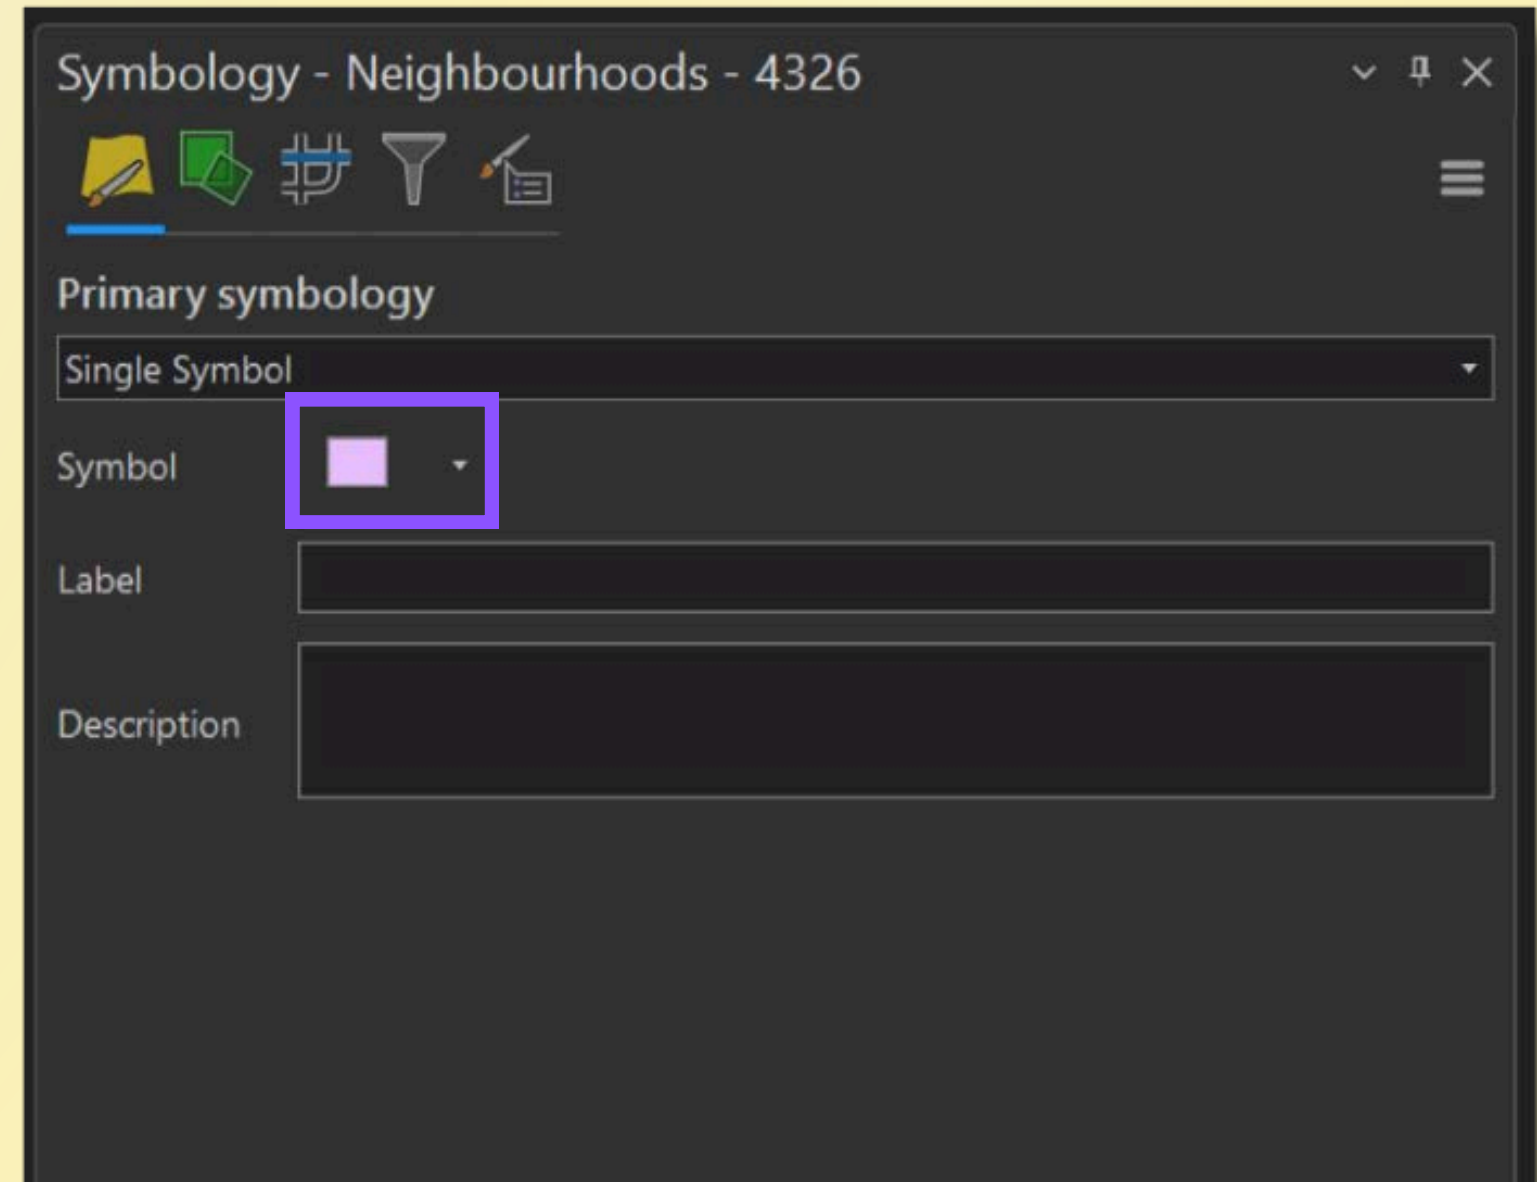 Symbology - Neighbourhoods - 4326
Primary symbology
Single Symbol
Symbol
Label
Description